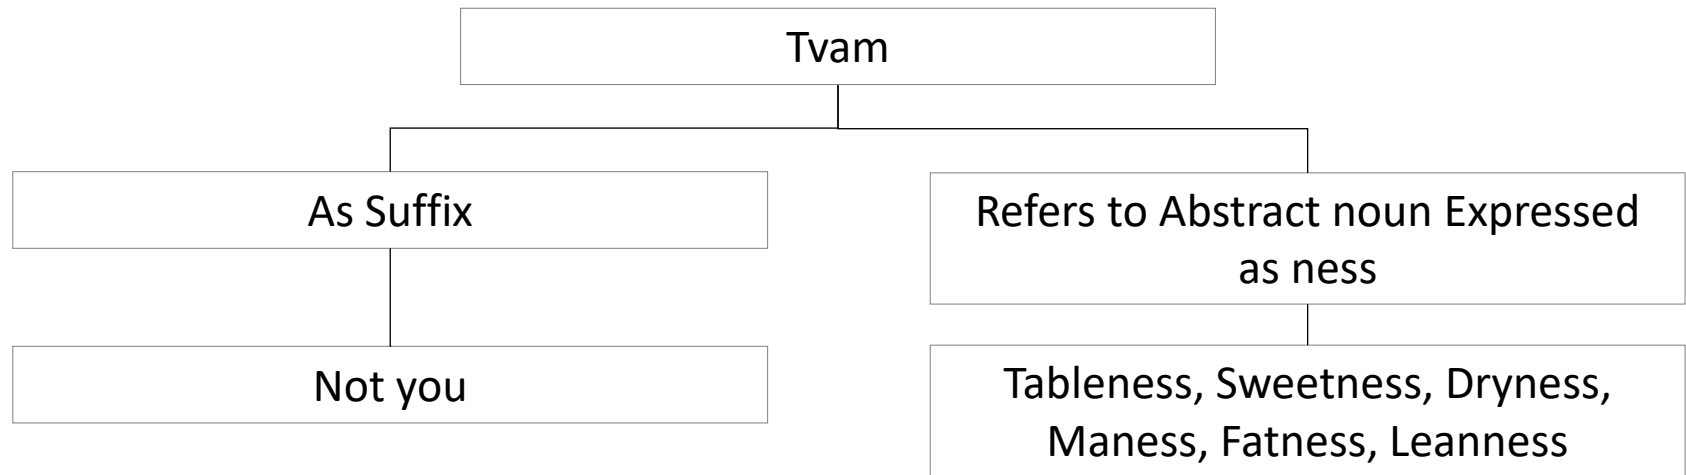 Tvam
As Suffix
Not you
Refers to Abstract noun Expressed
as ness
Tableness, Sweetness, Dryness,
Maness, Fatness, Leanness